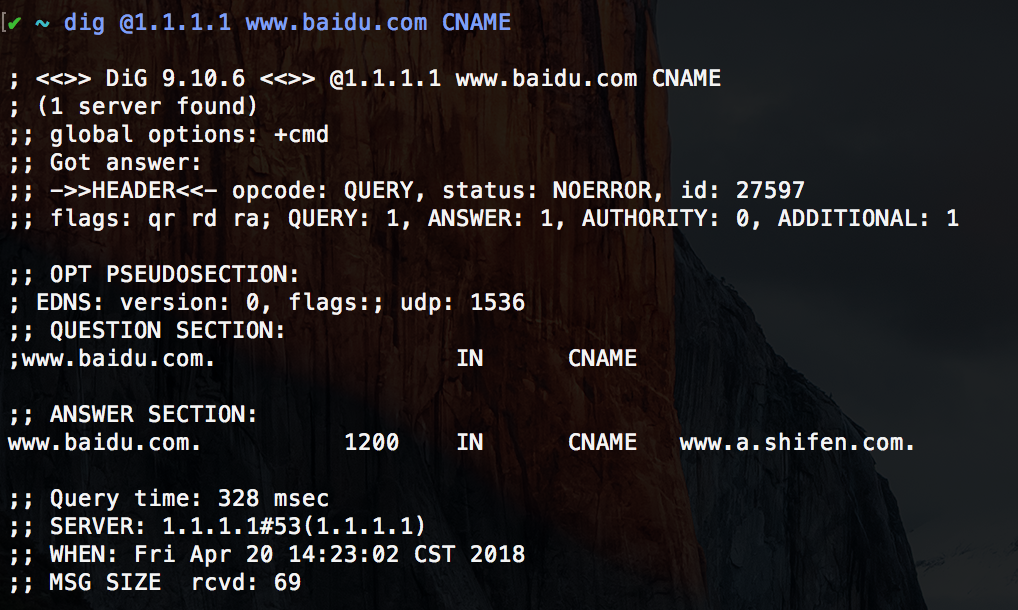 [✔ ~ dig @1.1.1.1 www.baidu.com CNAME
; <<>> DiG 9.10.6 <<>> @1.1.1.1 www.baidu.com CNAME
; (1 server found)
;; global options: +cmd
;; Got answer:
;; ->>HEADER<<- opcode: QUERY, status: NOERROR, id: 27597
;; flags: qr rd ra; QUERY: 1, ANSWER: 1, AUTHORITY: 0, ADDITIONAL: 1
;; OPT PSEUDOSECTION:
; EDNS: version: 0, flags:; udp: 1536
;; QUESTION SECTION:
;www.baidu.com. IN CNAME
;; ANSWER SECTION:
www.baidu.com. 1200 IN CNAME www.a.shifen.com.
;; Query time: 328 msec
;; SERVER: 1.1.1.1#53(1.1.1.1)
;; WHEN: Fri Apr 20 14:23:02 CST 2018
;; MSG SIZE rcvd: 69